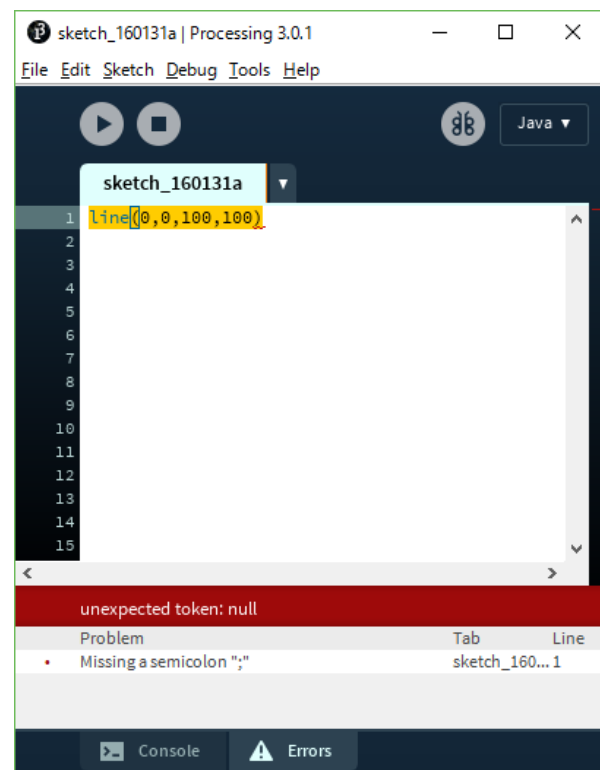 sketch_160131a | Processing 3.0.1
File Edit Sketch Debug Tools Help
Java ▼
sketch_160131a ▼
1 line(0,0,100,100)
2
3
4
5
6
7
8
9
10
11
12
13
14
15
unexpected token: null
Problem Tab Line
• Missing a semicolon ";" sketch_160... 1
Console Errors